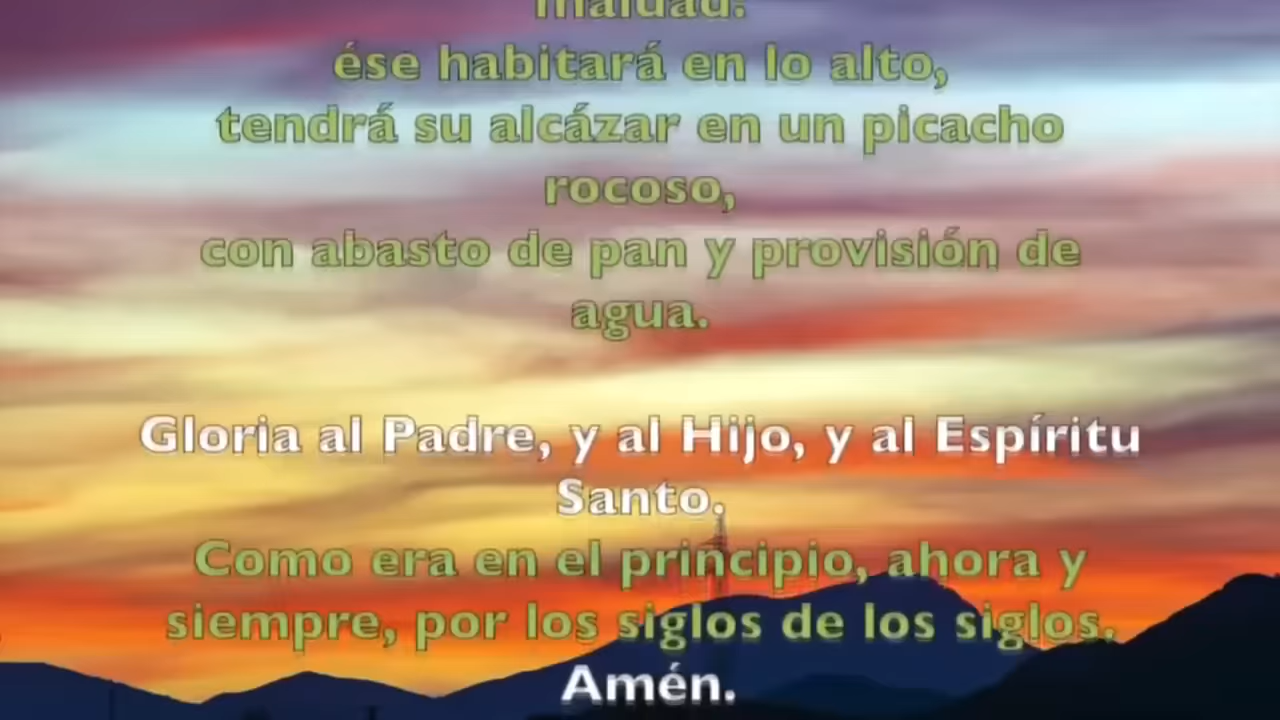 maldad:
ése habitará en lo alto,
tendrá su alcázar en un picacho
rocoso,
con abasto de pan y provisión de
agua.
Gloria al Padre, y al Hijo, y al Espíritu
Santo.
Como era en el principio, ahora y
siempre, por los siglos de los siglos.
Amén.